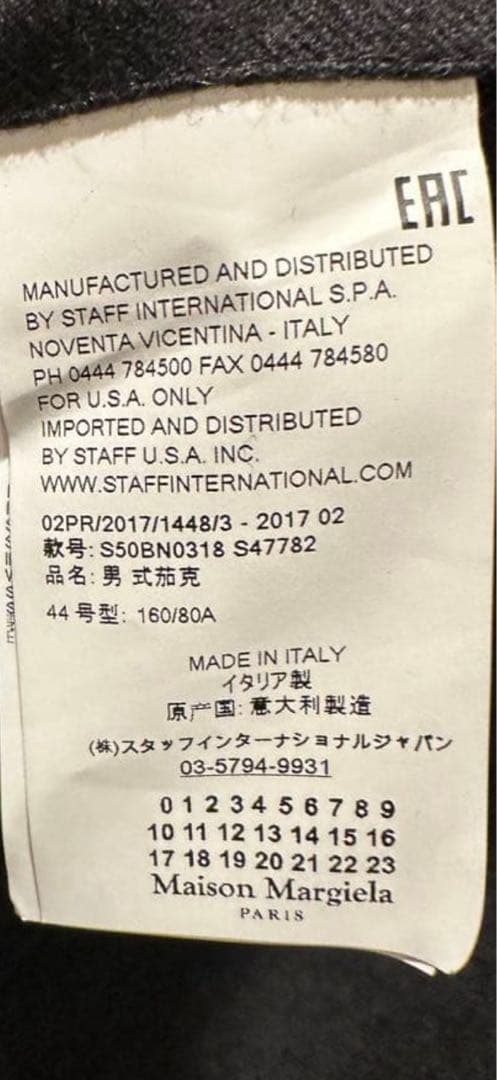 EAC
MANUFACTURED AND DISTRIBUTED
BY STAFF INTERNATIONAL S.P.A.
NOVENTA VICENTINA - ITALY
PH 0444 784500 FAX 0444 784580
FOR U.S.A. ONLY
IMPORTED AND DISTRIBUTED
BY STAFF U.S.A. INC.
WWW.STAFFINTERNATIONAL.COM
02PR/2017/1448/3 - 2017 02
款号: S50BN0318 S47782
品名: 男 式茄克
44 号型: 160/80A
MADE IN ITALY
イタリア製
原产国: 意大利製造
(株)スタッフインターナショナルジャパン
03-5794-9931
0 1 2 3 4 5 6 7 8 9
10 11 12 13 14 15 16
17 18 19 20 21 22 23
Maison Margiela
PARIS